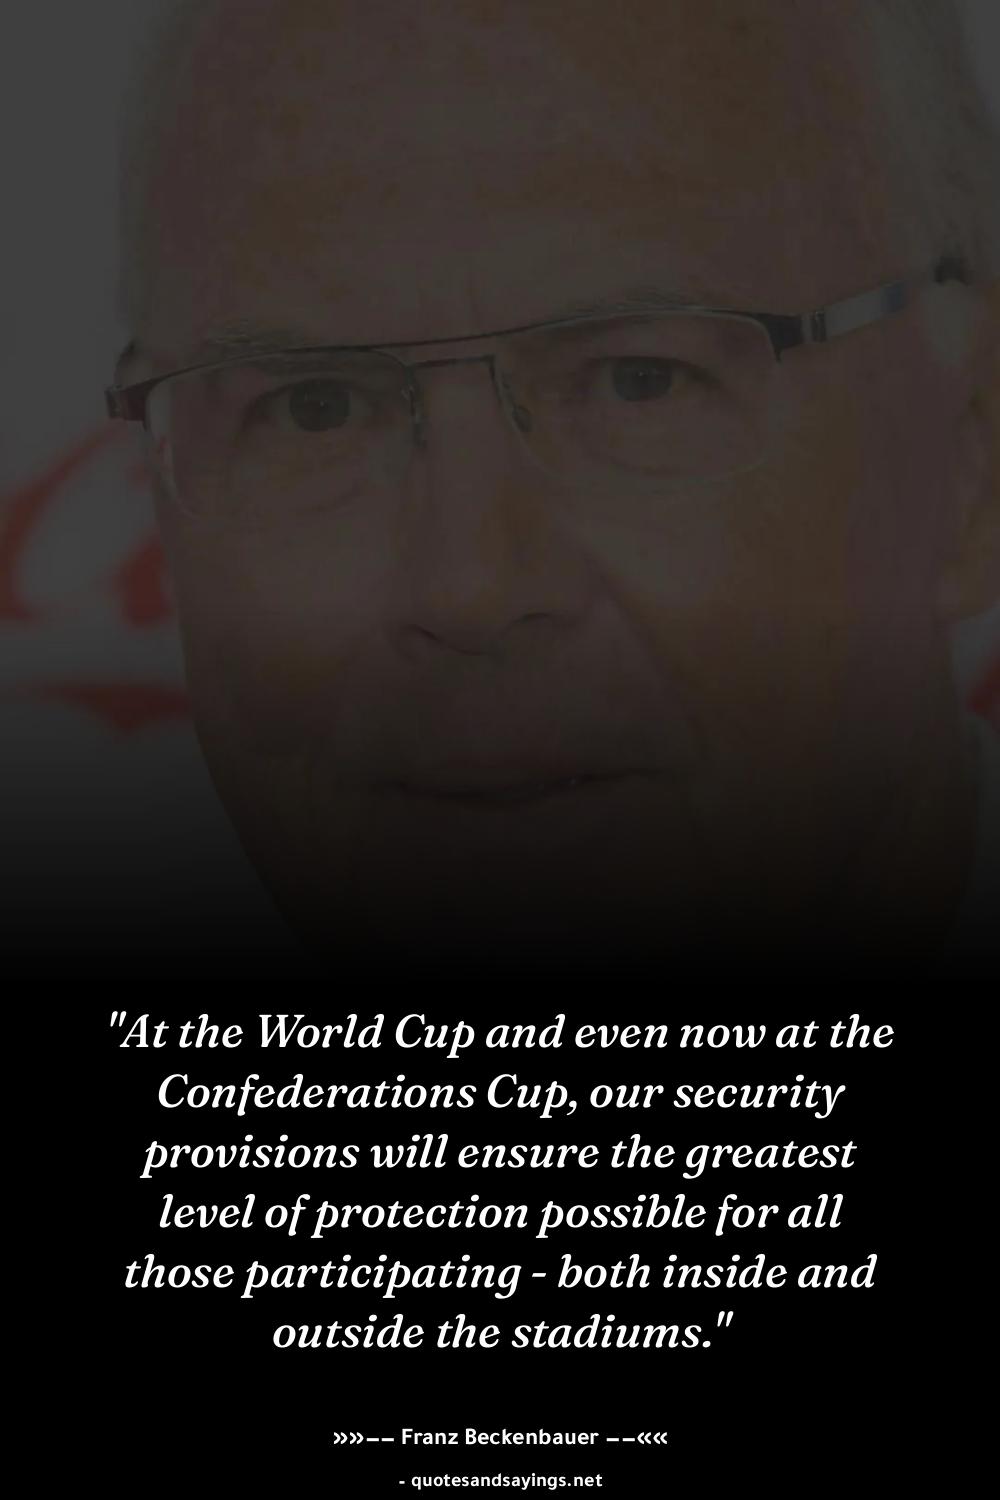 "At the World Cup and even now at the
Confederations Cup, our security
provisions will ensure the greatest
level of protection possible for all
those participating - both inside and
outside the stadiums."
»»–– Franz Beckenbauer ––««
- quotesandsayings.net